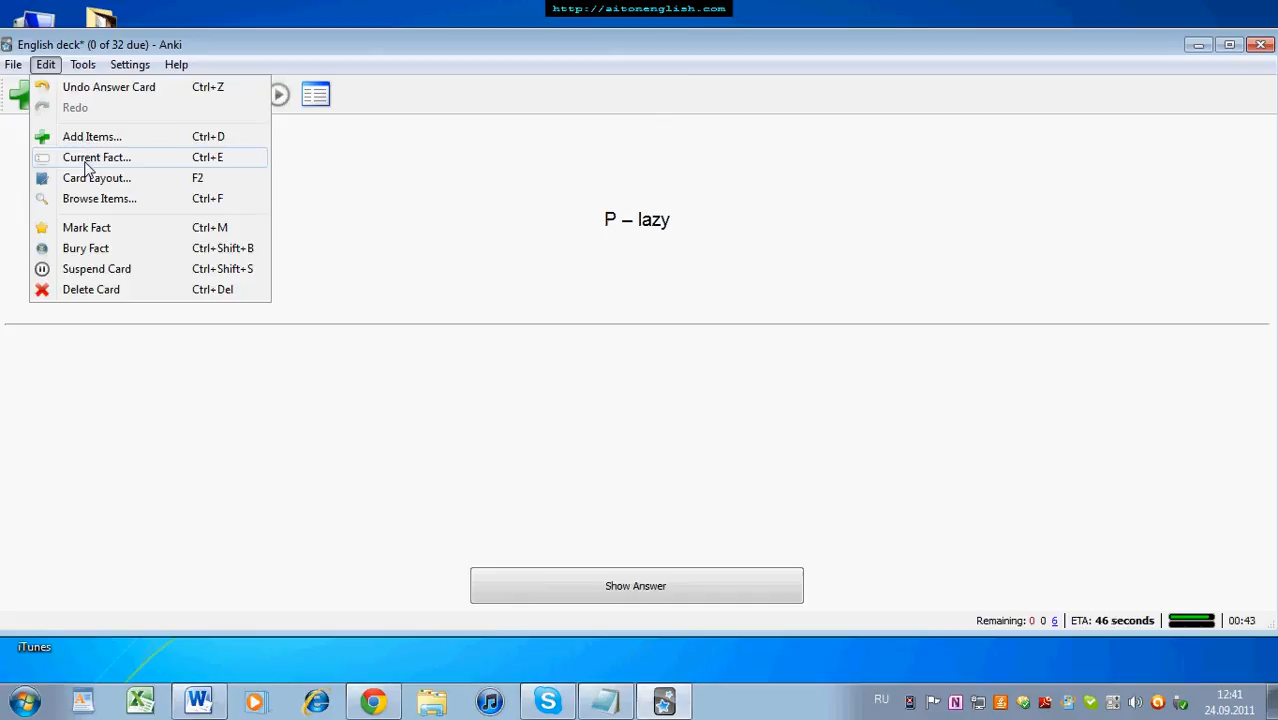 http://aitonenglish.com
English deck* (0 of 32 due) - Anki
File Edit Tools Settings Help
Undo Answer Card Ctrl+Z
Redo
Add Items... Ctrl+D
Current Fact... Ctrl+E
Card Layout... F2
Browse Items... Ctrl+F
Mark Fact Ctrl+M
Bury Fact Ctrl+Shift+B
Suspend Card Ctrl+Shift+S
Delete Card Ctrl+Del
P – lazy
Show Answer
Remaining: 0 0 6 ETA: 46 seconds 00:43
iTunes
RU
12:41
24.09.2011